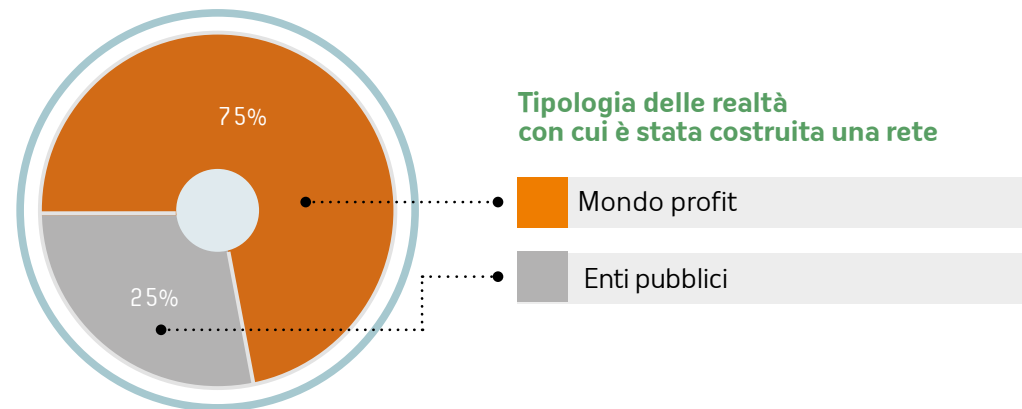 75%
25%
Tipologia delle realtà
con cui è stata costruita una rete
Mondo profit
Enti pubblici